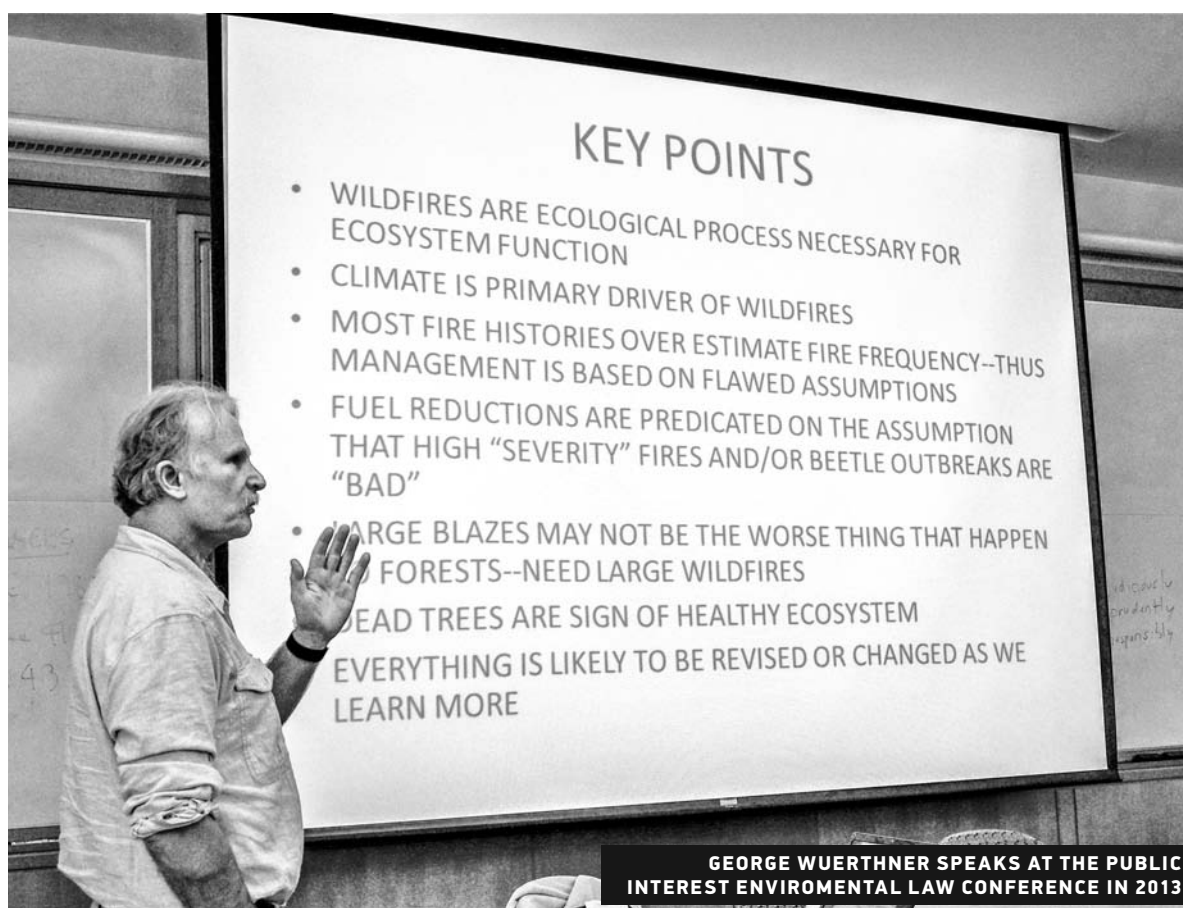 KEY POINTS
• WILDFIRES ARE ECOLOGICAL PROCESS NECESSARY FOR
ECOSYSTEM FUNCTION
• CLIMATE IS PRIMARY DRIVER OF WILDFIRES
• MOST FIRE HISTORIES OVER ESTIMATE FIRE FREQUENCY--THUS
MANAGEMENT IS BASED ON FLAWED ASSUMPTIONS
• FUEL REDUCTIONS ARE PREDICATED ON THE ASSUMPTION
THAT HIGH “SEVERITY” FIRES AND/OR BEETLE OUTBREAKS ARE
“BAD”
• LARGE BLAZES MAY NOT BE THE WORSE THING THAT HAPPEN
FORESTS--NEED LARGE WILDFIRES
DEAD TREES ARE SIGN OF HEALTHY ECOSYSTEM
EVERYTHING IS LIKELY TO BE REVISED OR CHANGED AS WE
LEARN MORE
43
GEORGE WUERTHNER SPEAKS AT THE PUBLIC
INTEREST ENVIROMENTAL LAW CONFERENCE IN 2013